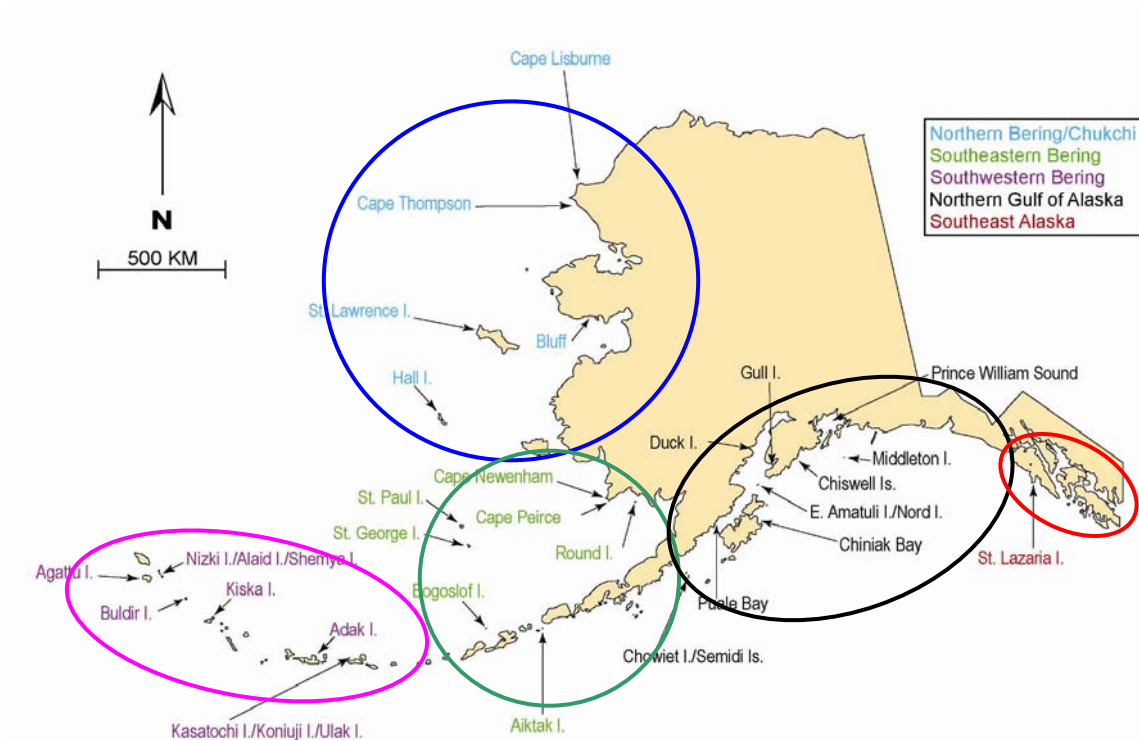 Cape Lisburne
Northern Bering/Chukchi
Southeastern Bering
Southwestern Bering
Northern Gulf of Alaska
Southeast Alaska
Cape Thompson
N
500 KM
St. Lawrence I.
Bluff
Hall I.
Gull I.
Prince William Sound
Duck I.
Middleton I.
Chiswell Is.
Cape Newenham
St. Paul I.
Cape Peirce
E. Amatuli I./Nord I.
St. George I.
Round I.
Chiniak Bay
St. Lazaria I.
Nizki I./Alaid I./Shemya I.
Agattu I.
Kiska I.
Bogoslof I.
Buldir I.
Puale Bay
Adak I.
Chowiet I./Semidi Is.
Aiktak I.
Kasatochi I./Koniuji I./Ulak I.